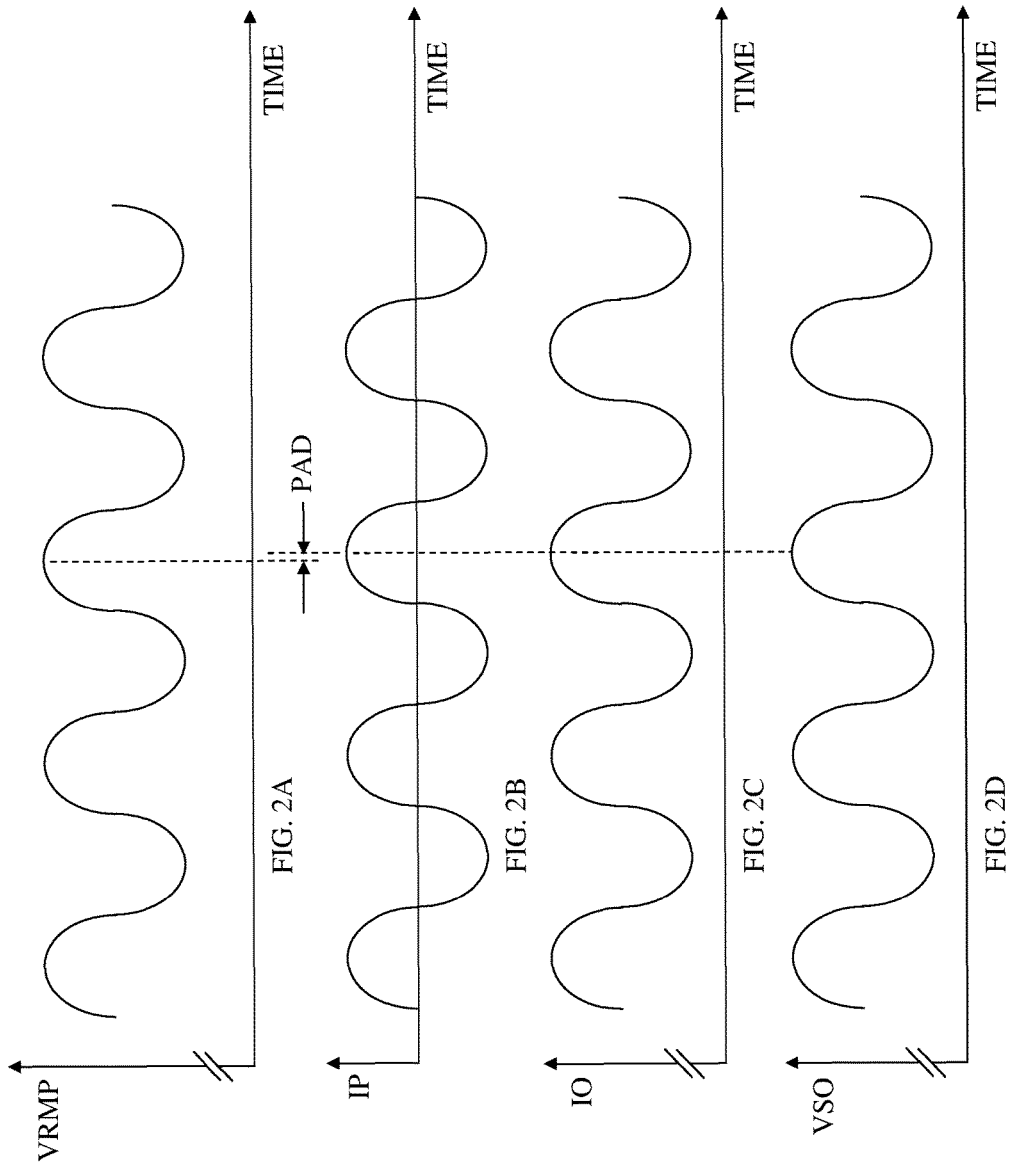 VRMP
TIME
FIG. 2A
PAD
IP
TIME
FIG. 2B
IO
TIME
FIG. 2C
VSO
TIME
FIG. 2D